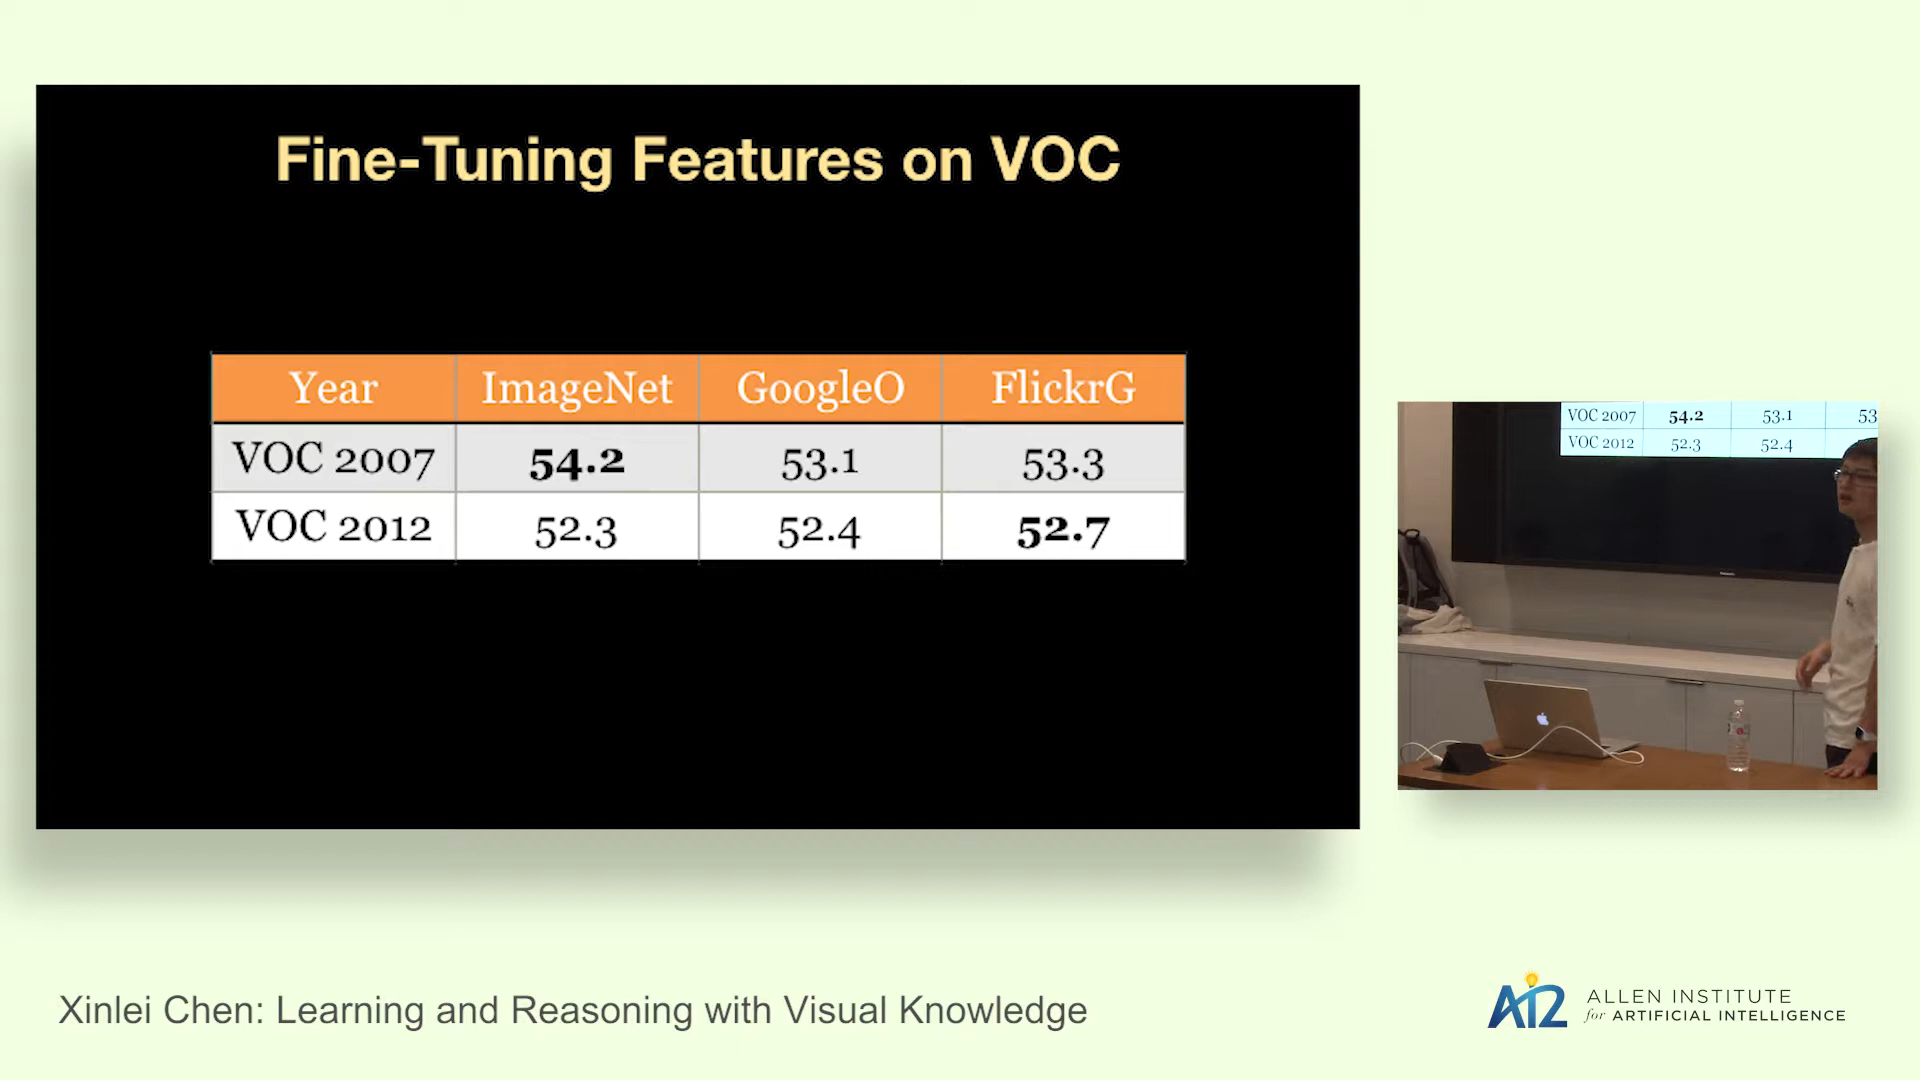 Fine-Tuning Features on VOC
Year ImageNet GoogleO FlickrG
VOC 2007 54.2 53.1 53.3
VOC 2012 52.3 52.4 52.7
VOC 2007 54.2 53.1 53
VOC 2012 52.3 52.4
Xinlei Chen: Learning and Reasoning with Visual Knowledge
AI2
ALLEN INSTITUTE
for ARTIFICIAL INTELLIGENCE